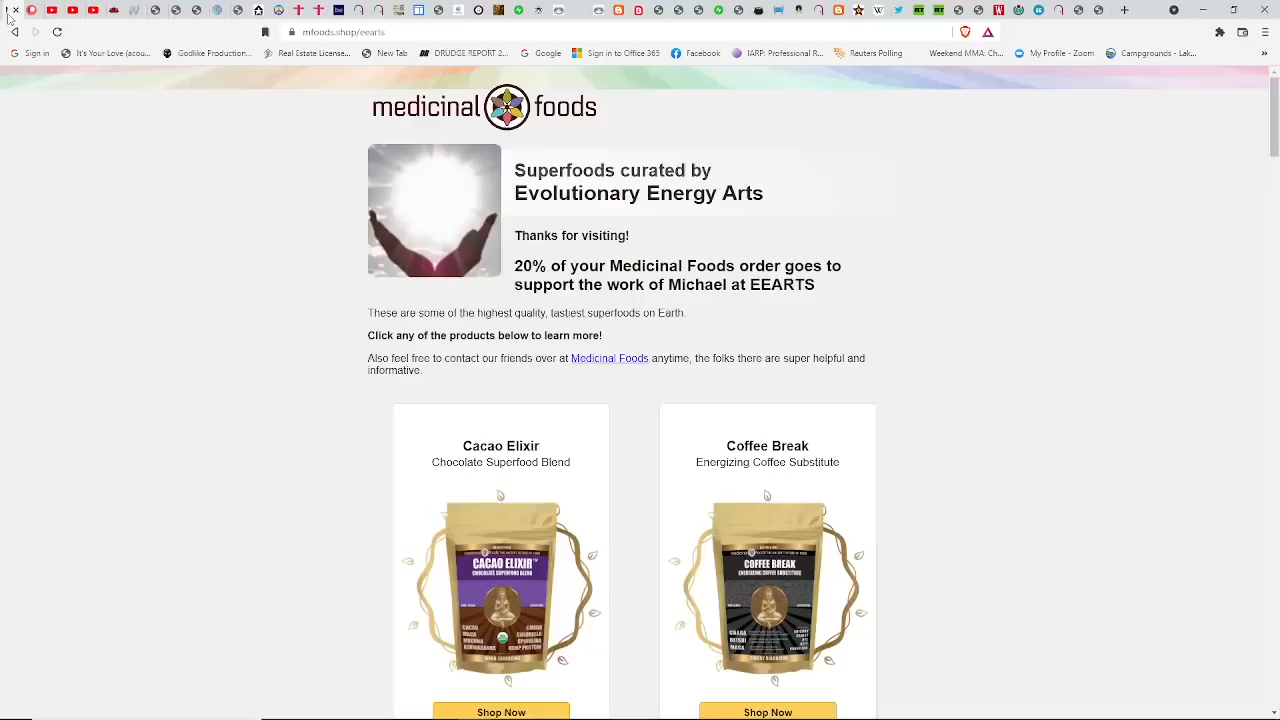 mfoods.shop/eearts
Sign in
It's Your Love (acou...
Godlike Production...
Real Estate License...
New Tab
DRUDGE REPORT 2...
Google
Sign in to Office 365
Facebook
IARP: Professional R...
Reuters Polling
Weekend MMA: Ch...
My Profile - Zoom
Campgrounds - Lak...
medicinal foods
Superfoods curated by
Evolutionary Energy Arts
Thanks for visiting!
20% of your Medicinal Foods order goes to
support the work of Michael at EEARTS
These are some of the highest quality, tastiest superfoods on Earth.
Click any of the products below to learn more!
Also feel free to contact our friends over at Medicinal Foods anytime, the folks there are super helpful and
informative.
Cacao Elixir
Chocolate Superfood Blend
CACAO ELIXIR™
CHOCOLATE SUPERFOOD BLEND
CACAO
MACA
MUCUNA
ASHWAGANDHA
CHAGA
CHLORELLA
SPIRULINA
HEMP PROTEIN
Shop Now
Coffee Break
Energizing Coffee Substitute
COFFEE BREAK
ENERGIZING COFFEE SUBSTITUTE
CHAGA
REISHI
MACA
Shop Now